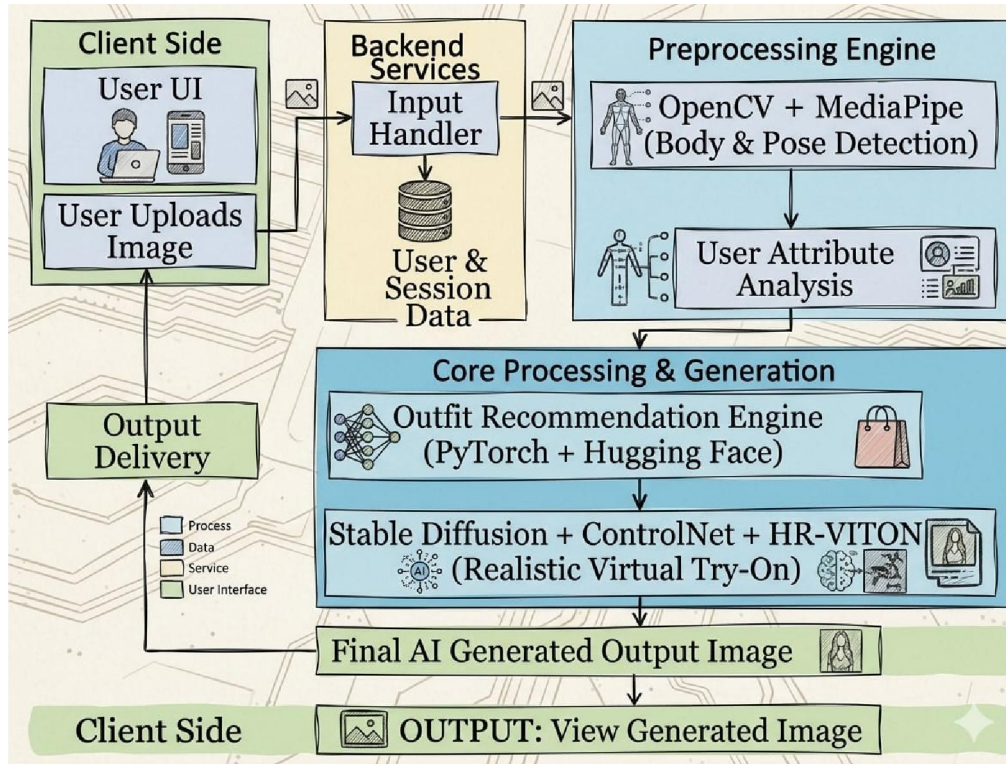 Client Side
User UI
User Uploads
Image
Backend
Services
Input
Handler
User &
Session
Data
Preprocessing Engine
OpenCV + MediaPipe
(Body & Pose Detection)
User Attribute
Analysis
Core Processing & Generation
Outfit Recommendation Engine
(PyTorch + Hugging Face)
Stable Diffusion + ControlNet + HR-VITON
AI
(Realistic Virtual Try-On)
Output
Delivery
Process
Data
Service
User Interface
Final AI Generated Output Image
Client Side
OUTPUT: View Generated Image